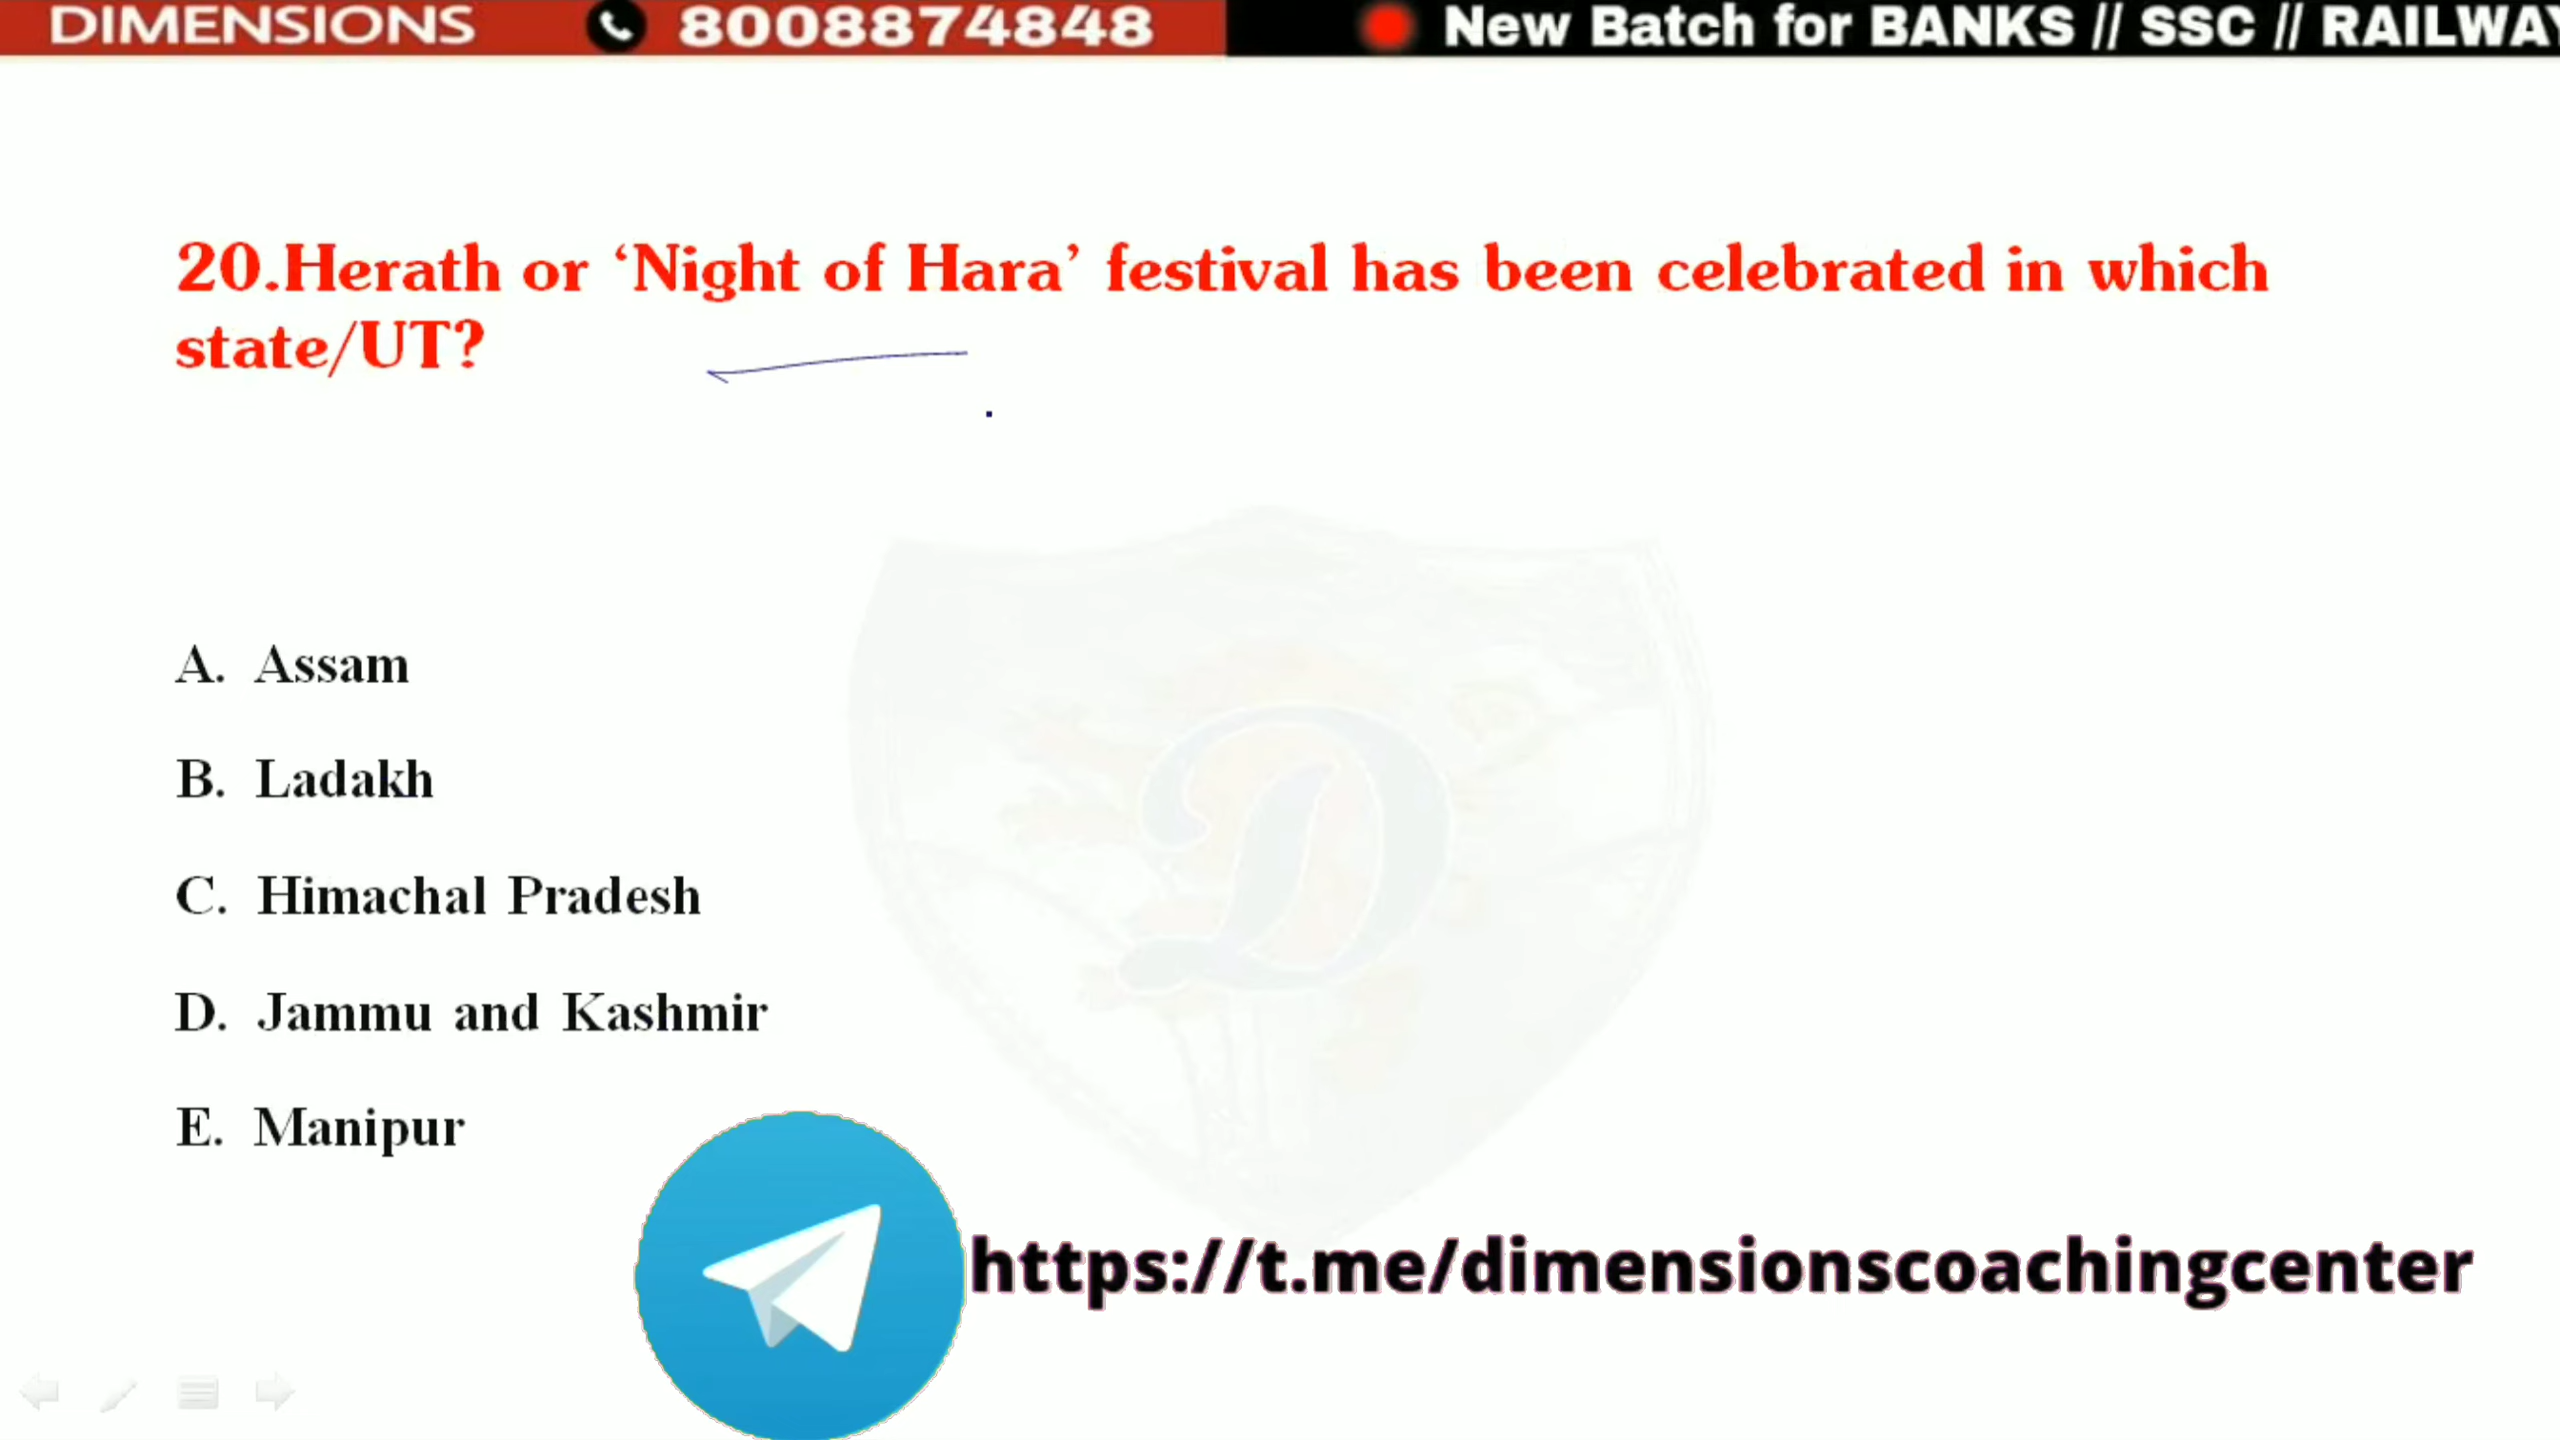 DIMENSIONS 8008874848 New Batch for BANKS // SSC // RAILWAY
20.Herath or ‘Night of Hara’ festival has been celebrated in which
state/UT?
A. Assam
B. Ladakh
C. Himachal Pradesh
D. Jammu and Kashmir
E. Manipur
https://t.me/dimensionscoachingcenter